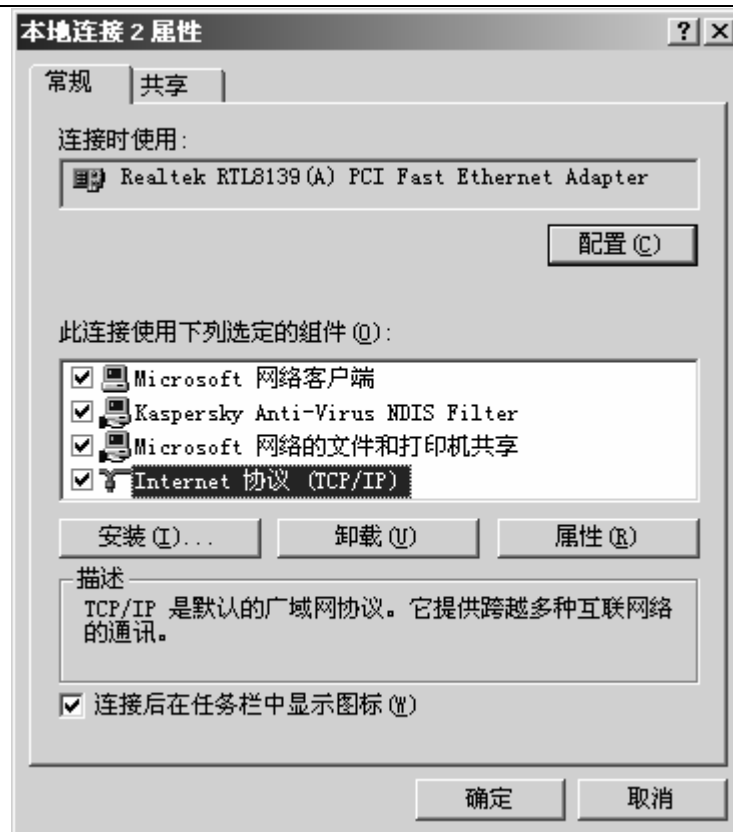 本地连接 2 属性
常规
共享
连接时使用:
Realtek RTL8139(A) PCI Fast Ethernet Adapter
配置(C)
此连接使用下列选定的组件(O):
Microsoft 网络客户端
Kaspersky Anti-Virus NDIS Filter
Microsoft 网络的文件和打印机共享
Internet 协议 (TCP/IP)
安装(I)...
卸载(U)
属性(R)
描述
TCP/IP 是默认的广域网协议。它提供跨越多种互联网络
的通讯。
连接后在任务栏中显示图标(W)
确定
取消